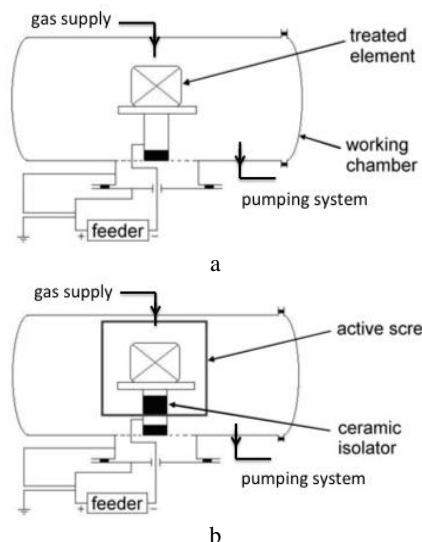 gas supply
treated
element
working
chamber
pumping system
+ feeder −
a
gas supply
active scre
ceramic
isolator
pumping system
+ feeder −
b